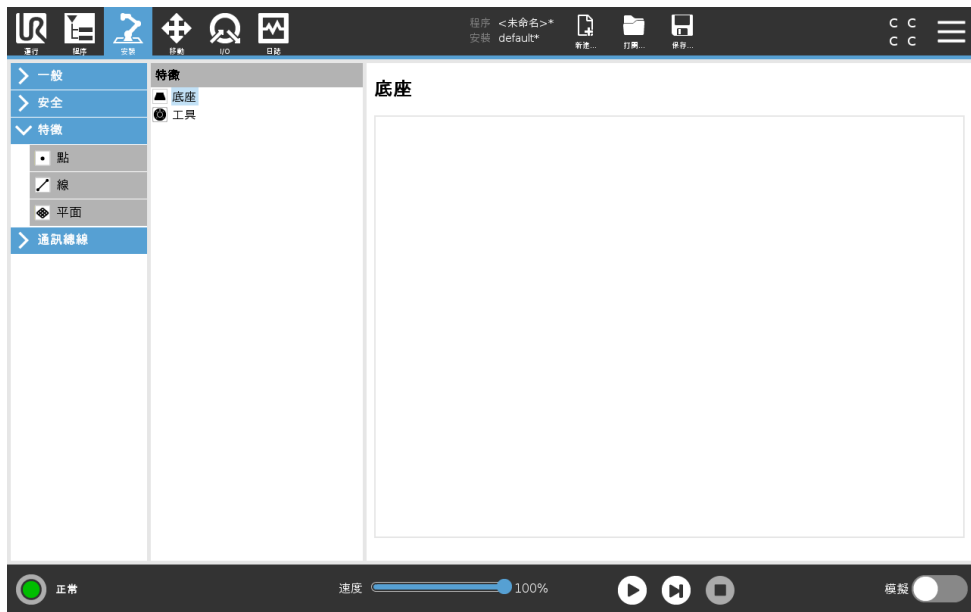 UR
程序 <未命名>*
安装 default*
運行
程序
安裝
移動
I/O
日誌
新建...
打開...
保存...
C C
C C
一般
安全
特徵
點
線
平面
通訊總線
特徵
底座
工具
底座
正常
速度
100%
模擬